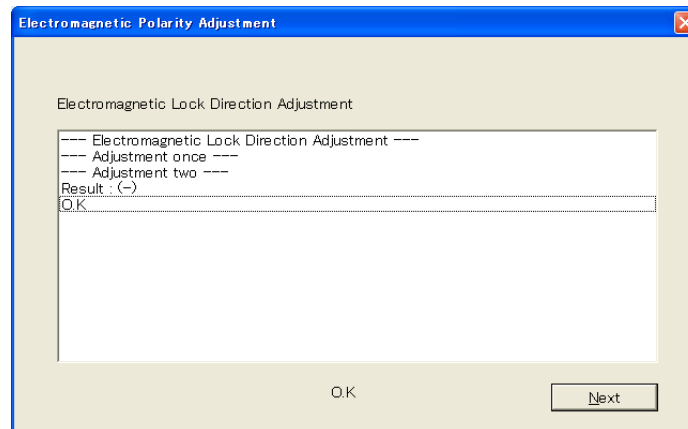 Electromagnetic Polarity Adjustment
Electromagnetic Lock Direction Adjustment
--- Electromagnetic Lock Direction Adjustment ---
--- Adjustment once ---
--- Adjustment two ---
Result : (-)
O.K
O.K
Next